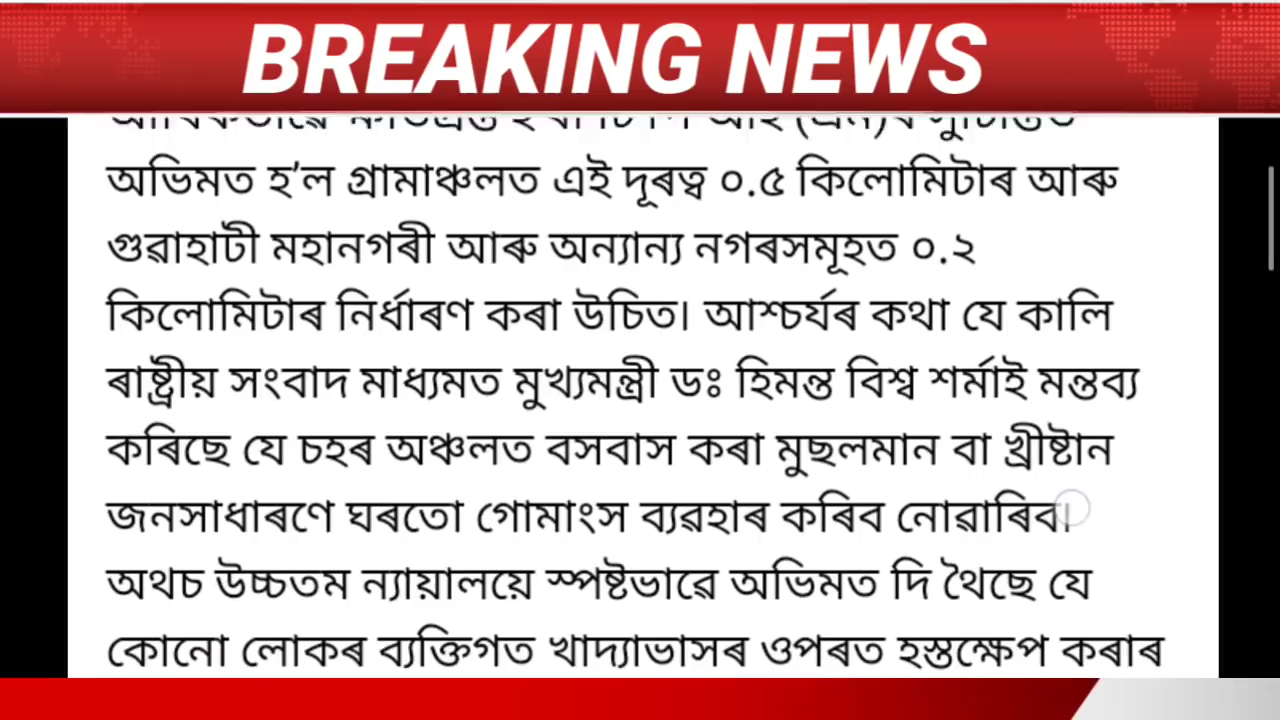 BREAKING NEWS
অভিমত হ'ল গ্ৰামাঞ্চলত এই দূৰত্ব ০.৫ কিলোমিটাৰ আৰু
গুৱাহাটী মহানগৰী আৰু অন্যান্য নগৰসমূহত ০.২
কিলোমিটাৰ নিৰ্ধাৰণ কৰা উচিত। আশ্চৰ্যৰ কথা যে কালি
ৰাষ্ট্ৰীয় সংবাদ মাধ্যমত মুখ্যমন্ত্ৰী ডঃ হিমন্ত বিশ্ব শৰ্মাই মন্তব্য
কৰিছে যে চহৰ অঞ্চলত বসবাস কৰা মুছলমান বা খ্ৰীষ্টান
জনসাধাৰণে ঘৰতো গোমাংস ব্যৱহাৰ কৰিব নোৱাৰিব।
অথচ উচ্চতম ন্যায়ালয়ে স্পষ্টভাৱে অভিমত দি থৈছে যে
কোনো লোকৰ ব্যক্তিগত খাদ্যাভাসৰ ওপৰত হস্তক্ষেপ কৰাৰ